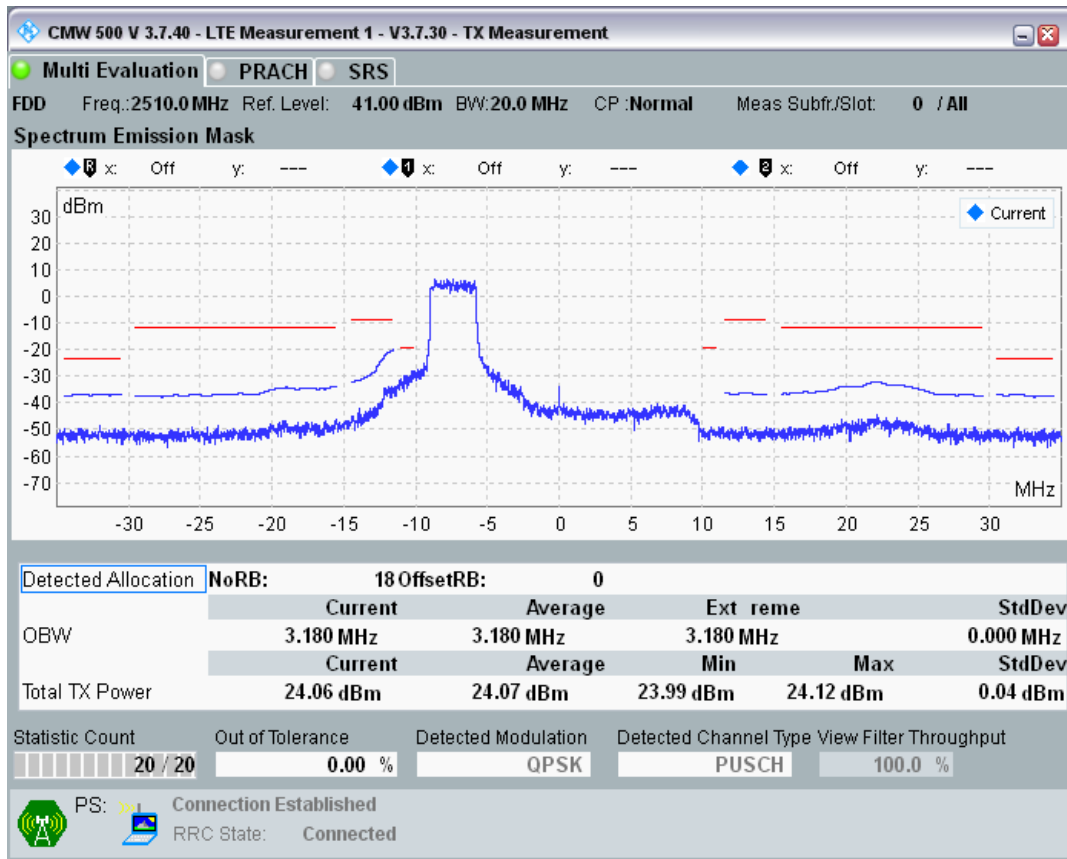 CMW 500 V 3.7.40 - LTE Measurement 1 - V3.7.30 - TX Measurement
Multi Evaluation PRACH SRS
FDD Freq.:2510.0 MHz Ref. Level: 41.00 dBm BW:20.0 MHz CP :Normal Meas Subfr./Slot: 0 / All
Spectrum Emission Mask
R x: Off y: --- 1 x: Off y: --- 2 x: Off y: ---
dBm
Current
30
20
10
0
-10
-20
-30
-40
-50
-60
-70
MHz
-30 -25 -20 -15 -10 -5 0 5 10 15 20 25 30
Detected Allocation NoRB: 18 OffsetRB: 0
Current Average Ext reme StdDev
OBW 3.180 MHz 3.180 MHz 3.180 MHz 0.000 MHz
Current Average Min Max StdDev
Total TX Power 24.06 dBm 24.07 dBm 23.99 dBm 24.12 dBm 0.04 dBm
Statistic Count Out of Tolerance Detected Modulation Detected Channel Type View Filter Throughput
20 / 20 0.00 % QPSK PUSCH 100.0 %
PS: Connection Established
RRC State: Connected